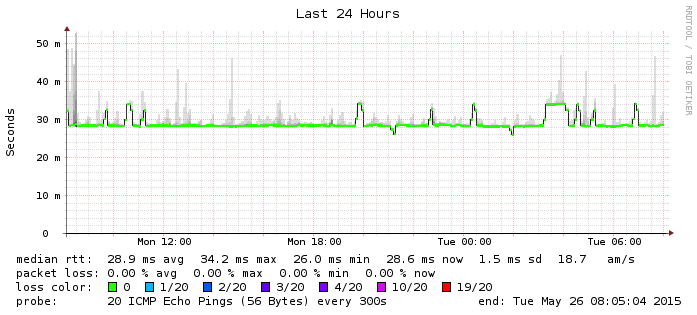 Last 24 Hours
RRDTOOL / TOBI OETIKER
Seconds
50 m
40 m
30 m
20 m
10 m
0
Mon 12:00 Mon 18:00 Tue 00:00 Tue 06:00
median rtt: 28.9 ms avg 34.2 ms max 26.0 ms min 28.6 ms now 1.5 ms sd 18.7 am/s
packet loss: 0.00 % avg 0.00 % max 0.00 % min 0.00 % now
loss color: 0 1/20 2/20 3/20 4/20 10/20 19/20
probe: 20 ICMP Echo Pings (56 Bytes) every 300s end: Tue May 26 08:05:04 2015